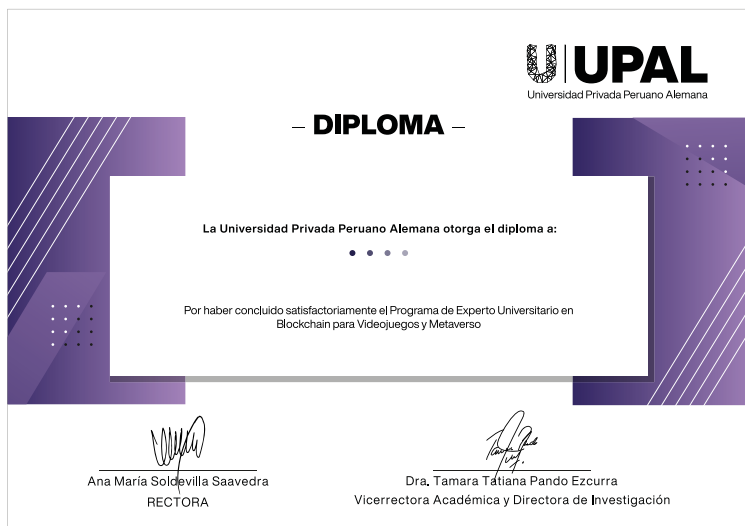 UPAL
Universidad Privada Peruano Alemana
– DIPLOMA –
La Universidad Privada Peruano Alemana otorga el diploma a:
Por haber concluido satisfactoriamente el Programa de Experto Universitario en
Blockchain para Videojuegos y Metaverso
Ana María Soldevilla Saavedra
RECTORA
Dra. Tamara Tatiana Pando Ezcurra
Vicerrectora Académica y Directora de Investigación